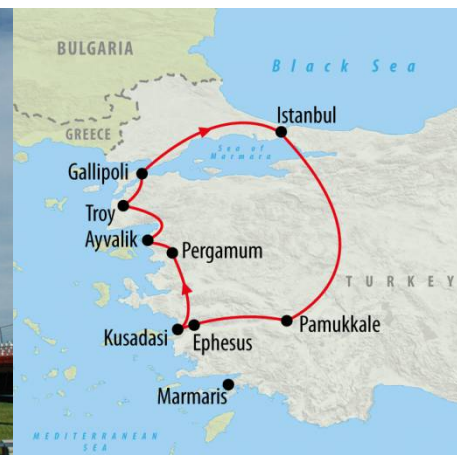 BULGARIA
Black Sea
Istanbul
GREECE
Sea of
Marmara
Gallipoli
Troy
Ayvalik
Pergamum
TURKEY
Kusadasi
Ephesus
Pamukkale
Marmaris
MEDITERRANEAN
SEA